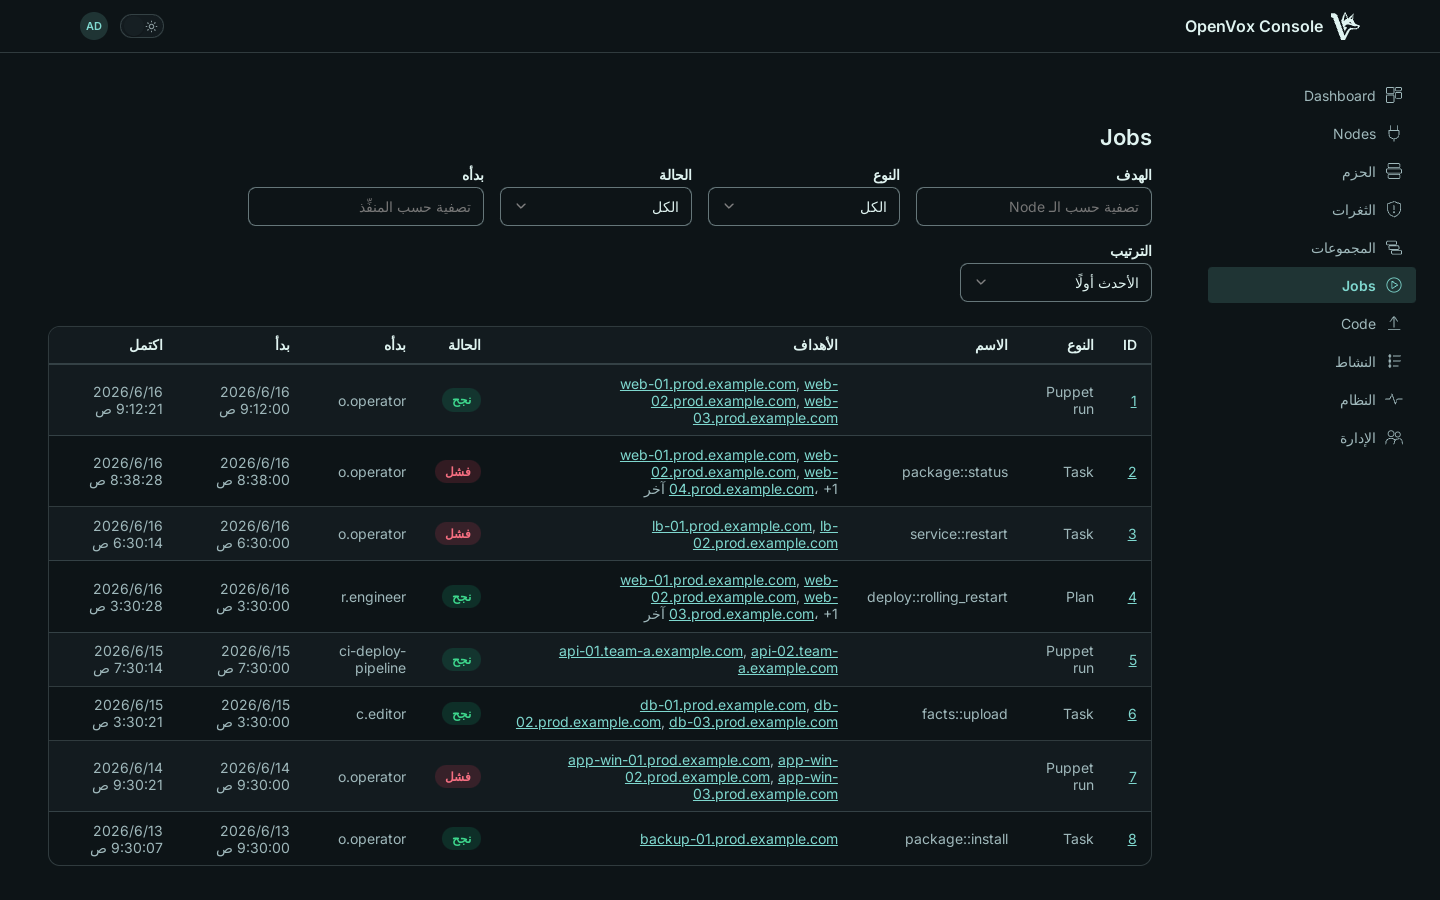 OpenVox Console
AD
Dashboard
Nodes
الحزم
الثغرات
المجموعات
Jobs
Code
النشاط
النظام
الإدارة
Jobs
الهدف
النوع
الحالة
بدأه
تصفية حسب الـ Node
الكل
الكل
تصفية حسب المنفِّذ
الترتيب
الأحدث أولًا
ID
النوع
الاسم
الأهداف
الحالة
بدأه
بدأ
اكتمل
1
Puppet
run
web-01.prod.example.com, web-
02.prod.example.com, web-
03.prod.example.com
نجح
o.operator
2026/6/16
9:12:00 ص
2026/6/16
9:12:21 ص
2
Task
package::status
web-01.prod.example.com, web-
02.prod.example.com, web-
04.prod.example.com، +1 آخر
فشل
o.operator
2026/6/16
8:38:00 ص
2026/6/16
8:38:28 ص
3
Task
service::restart
lb-01.prod.example.com, lb-
02.prod.example.com
فشل
o.operator
2026/6/16
6:30:00 ص
2026/6/16
6:30:14 ص
4
Plan
deploy::rolling_restart
web-01.prod.example.com, web-
02.prod.example.com, web-
03.prod.example.com، +1 آخر
نجح
r.engineer
2026/6/16
3:30:00 ص
2026/6/16
3:30:28 ص
5
Puppet
run
api-01.team-a.example.com, api-02.team-
a.example.com
نجح
ci-deploy-
pipeline
2026/6/15
7:30:00 ص
2026/6/15
7:30:14 ص
6
Task
facts::upload
db-01.prod.example.com, db-
02.prod.example.com, db-03.prod.example.com
نجح
c.editor
2026/6/15
3:30:00 ص
2026/6/15
3:30:21 ص
7
Puppet
run
app-win-01.prod.example.com, app-win-
02.prod.example.com, app-win-
03.prod.example.com
فشل
o.operator
2026/6/14
9:30:00 ص
2026/6/14
9:30:21 ص
8
Task
package::install
backup-01.prod.example.com
نجح
o.operator
2026/6/13
9:30:00 ص
2026/6/13
9:30:07 ص